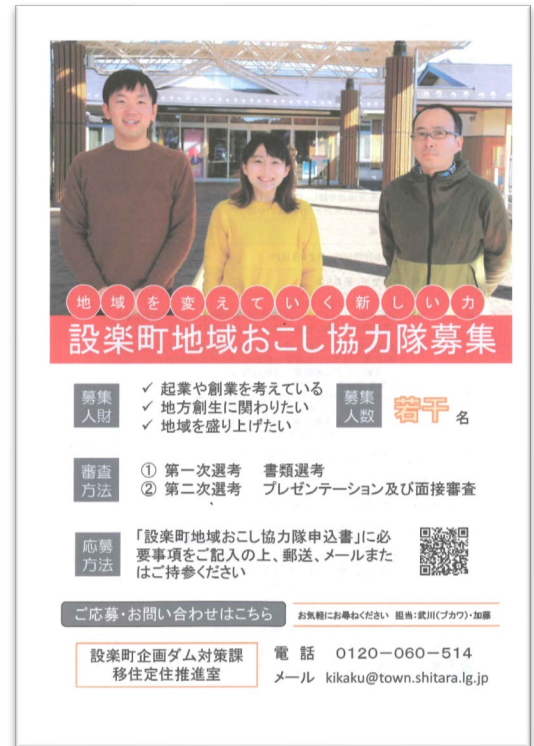 地域を変えていく新しい力
設楽町地域おこし協力隊募集
募集
人財
✓ 起業や創業を考えている
✓ 地方創生に関わりたい
✓ 地域を盛り上げたい
募集
人数
若干 名
審査
方法
① 第一次選考 書類選考
② 第二次選考 プレゼンテーション及び面接審査
応募
方法
「設楽町地域おこし協力隊申込書」に必
要事項をご記入の上、郵送、メールまた
はご持参ください
ご応募・お問い合わせはこちら
お気軽にお尋ねください 担当:武川(ブカワ)・加藤
設楽町企画ダム対策課
移住定住推進室
電 話 0120-060-514
メール kikaku@town.shitara.lg.jp